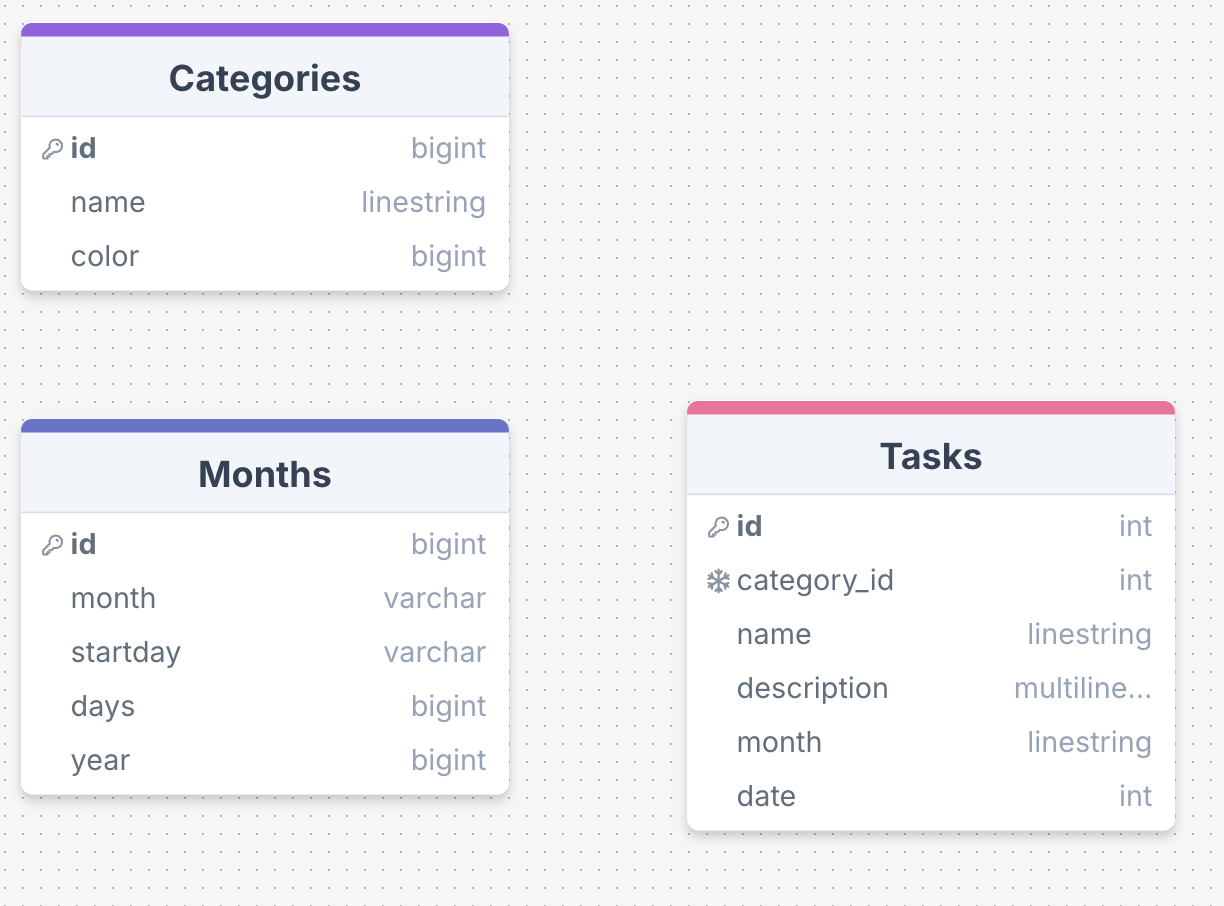 Categories
id bigint
name linestring
color bigint
Months
id bigint
month varchar
startday varchar
days bigint
year bigint
Tasks
id int
category_id int
name linestring
description multiline...
month linestring
date int